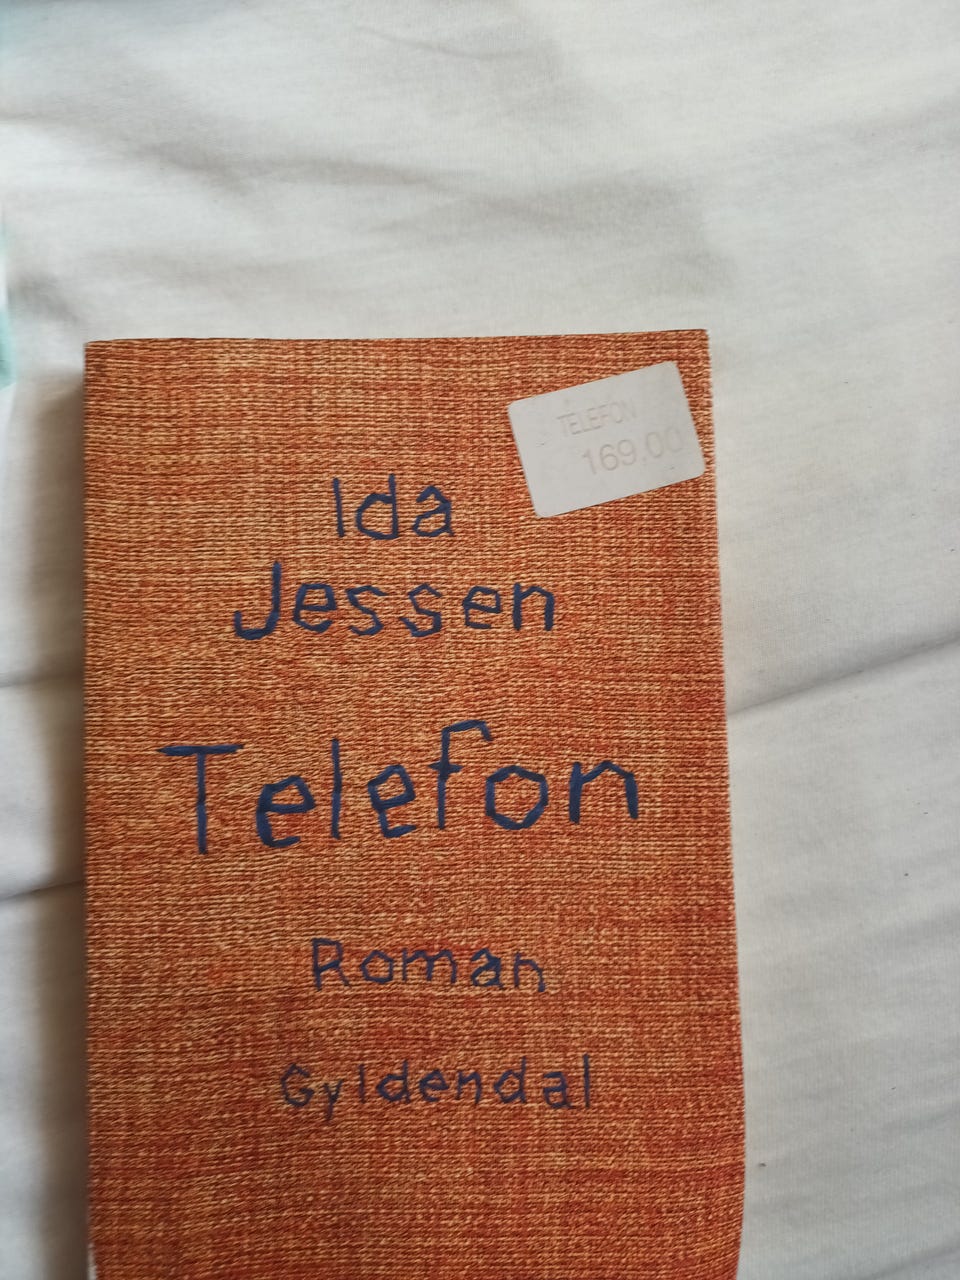 TELEFON
169.00
Ida
Jessen
Telefon
Roman
Gyldendal